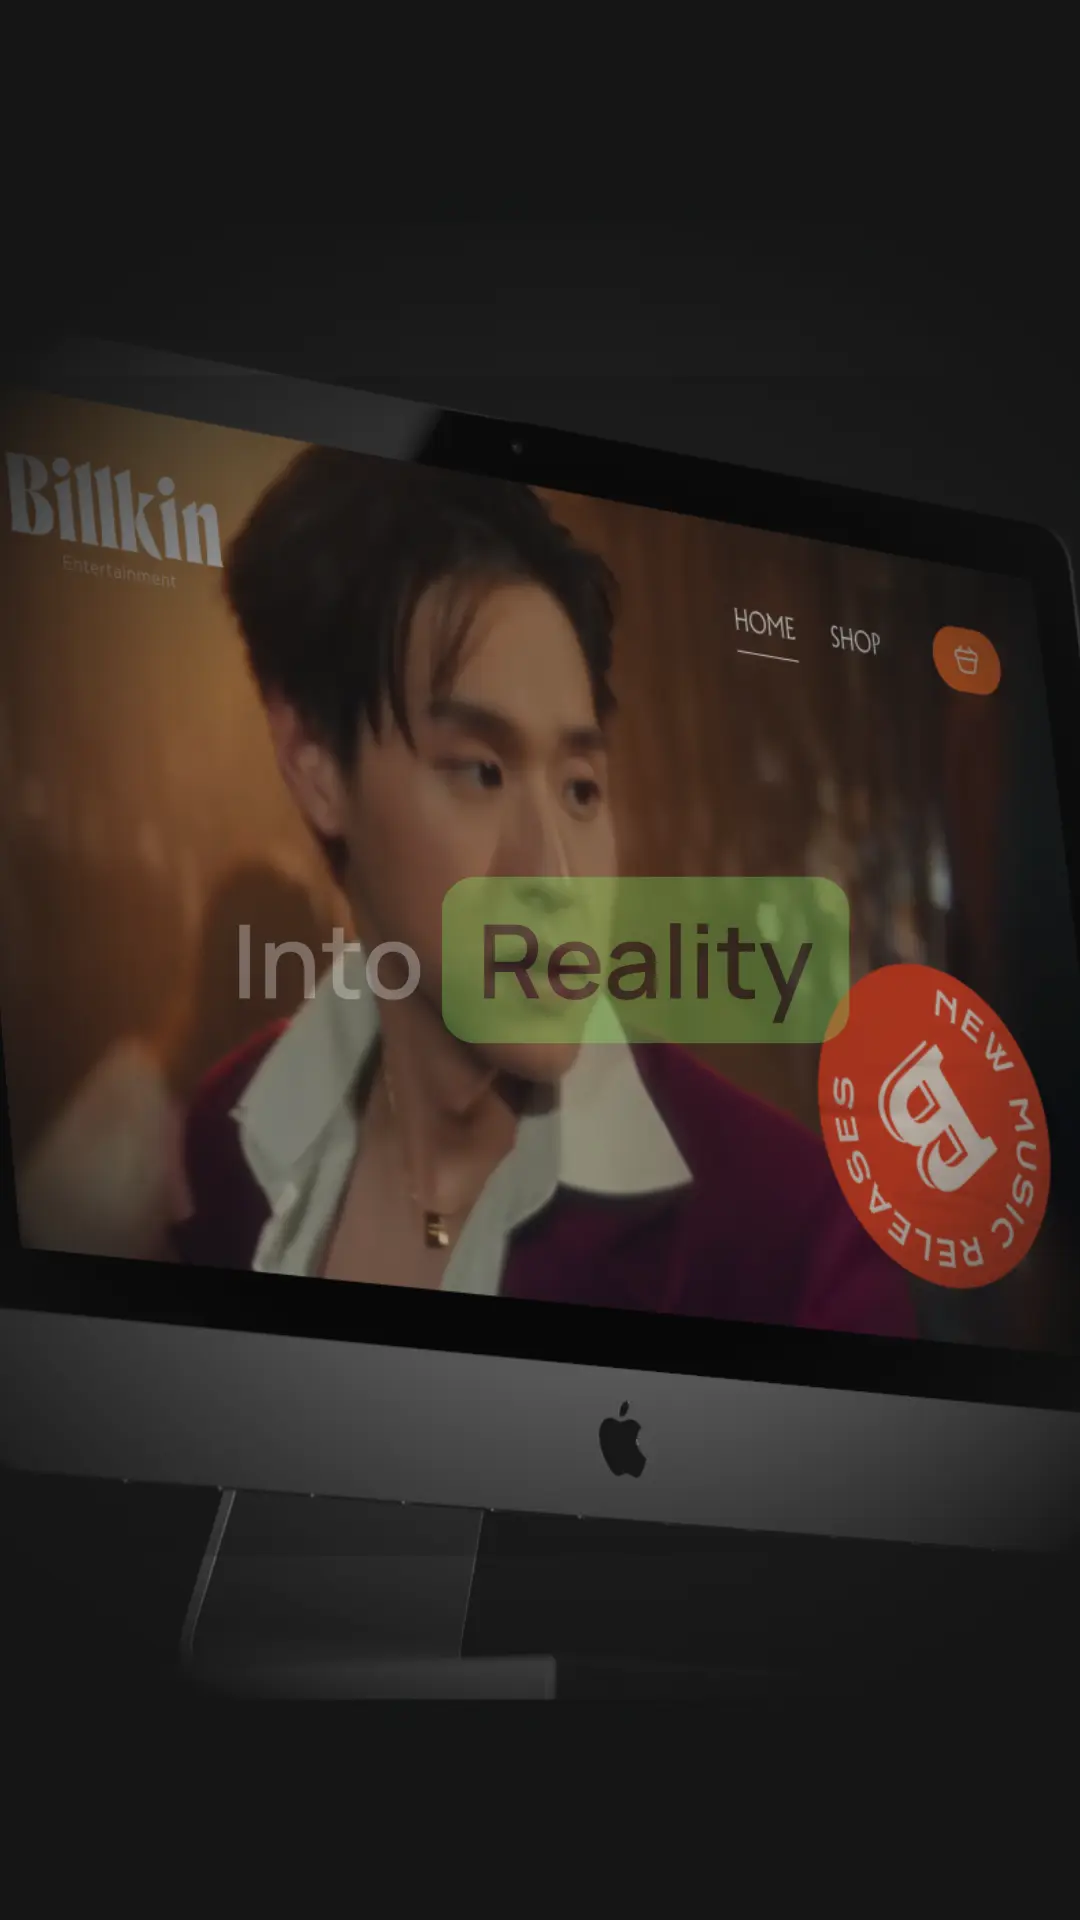 Billkin
Entertainment
HOME
SHOP
Into Reality
NEW MUSIC RELEASES
B